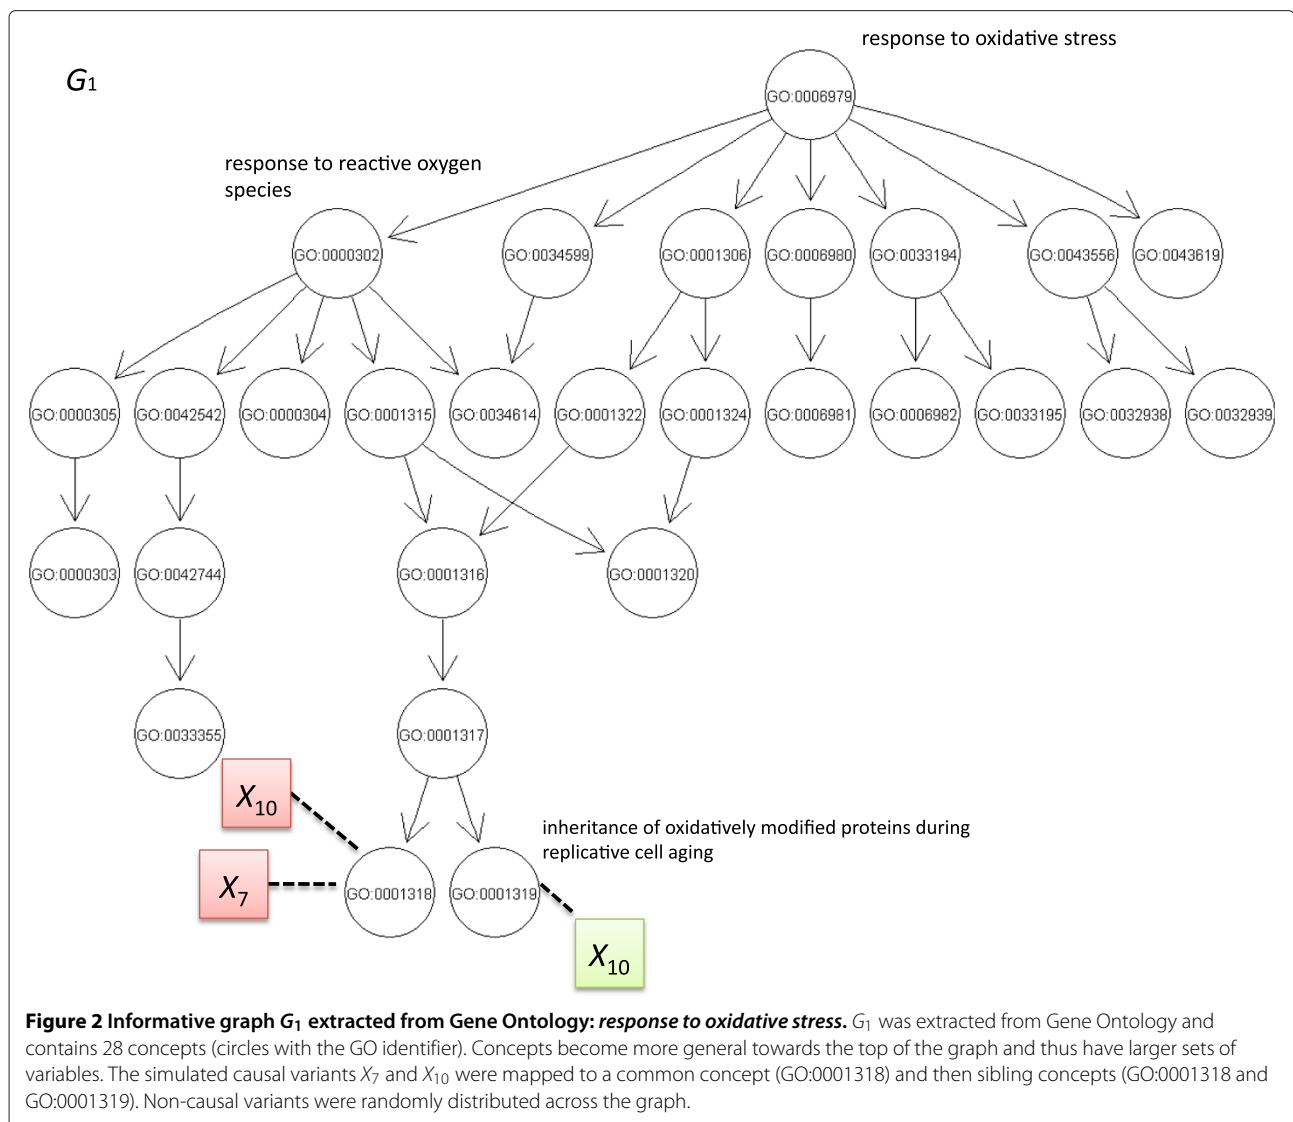 response to oxidative stress
G1
GO:0006979
response to reactive oxygen
species
GO:0000302
GO:0034599
GO:0001306
GO:0006980
GO:0033194
GO:0043556
GO:0043619
GO:0000305
GO:0042542
GO:0000304
GO:0001315
GO:0034614
GO:0001322
GO:0001324
GO:0006981
GO:0006982
GO:0033195
GO:0032938
GO:0032939
GO:0000303
GO:0042744
GO:0001316
GO:0001320
GO:0033355
GO:0001317
X10
inheritance of oxidatively modified proteins during
replicative cell aging
X7
GO:0001318
GO:0001319
X10
Figure 2 Informative graph G1 extracted from Gene Ontology: response to oxidative stress. G1 was extracted from Gene Ontology and
contains 28 concepts (circles with the GO identifier). Concepts become more general towards the top of the graph and thus have larger sets of
variables. The simulated causal variants X7 and X10 were mapped to a common concept (GO:0001318) and then sibling concepts (GO:0001318 and
GO:0001319). Non-causal variants were randomly distributed across the graph.